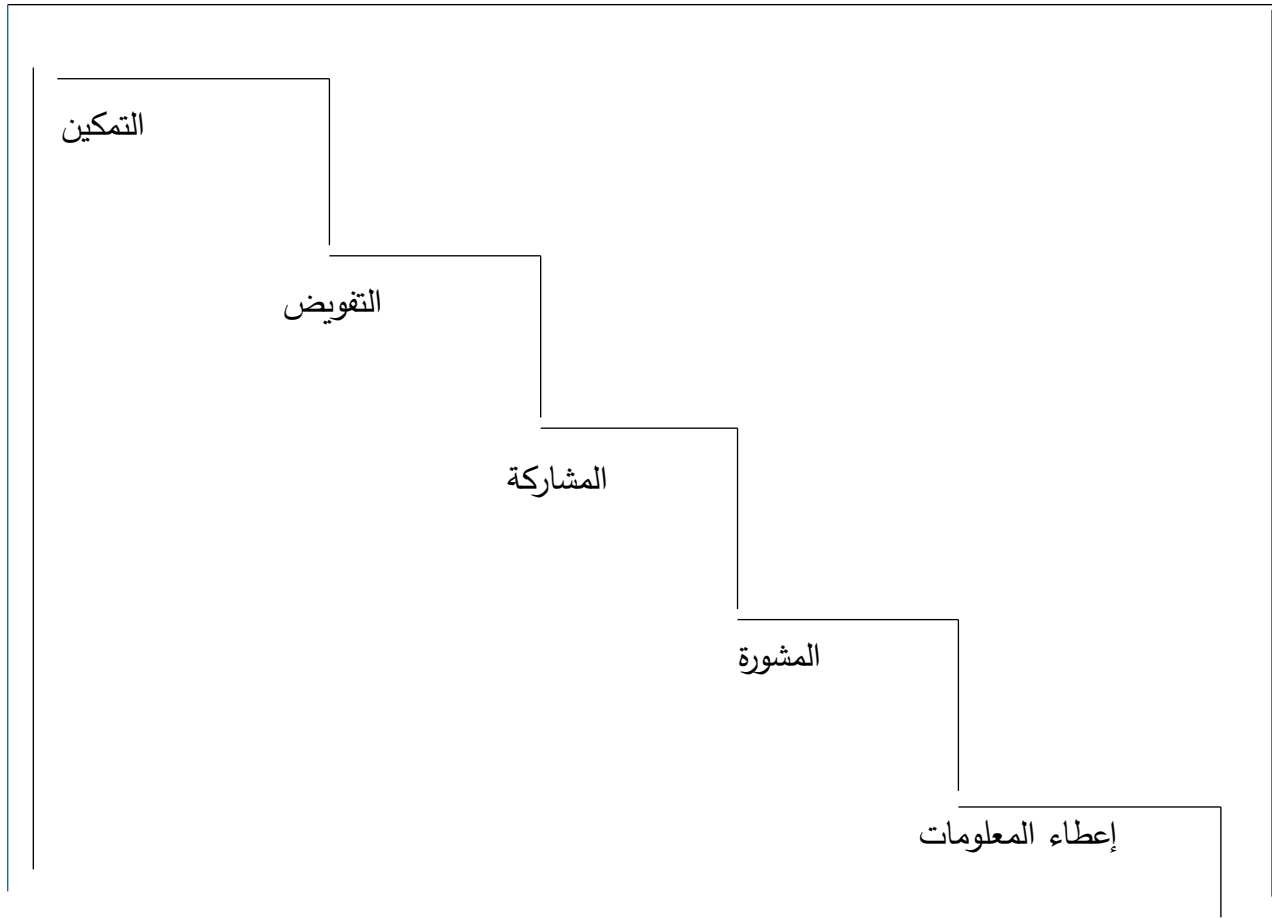 التمكين
التفويض
المشاركة
المشورة
إعطاء المعلومات